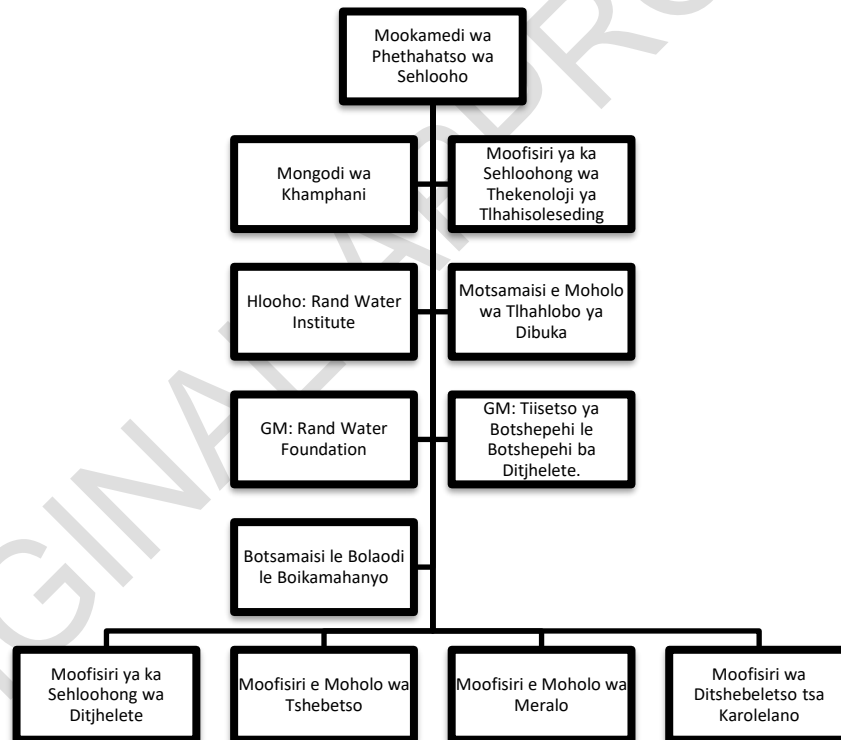 Mookamedi wa
Phethahatso wa
Sehlooho
Mongodi wa
Khamphani
Moofisiri ya ka
Sehloohong wa
Thekenoloji ya
Tlhahisoleseding
Hlooho: Rand Water
Institute
Motsamaisi e Moholo
wa Tlhahlobo ya
Dibuka
GM: Rand Water
Foundation
GM: Tiisetso ya
Botshepehi le
Botshepehi ba
Ditjhelete.
Botsamaisi le Bolaodi
le Boikamahanyo
Moofisiri ya ka
Sehloohong wa
Ditjhelete
Moofisiri e Moholo wa
Tshebetso
Moofisiri e Moholo wa
Meralo
Moofisiri wa
Ditshebeletso tsa
Karolelano